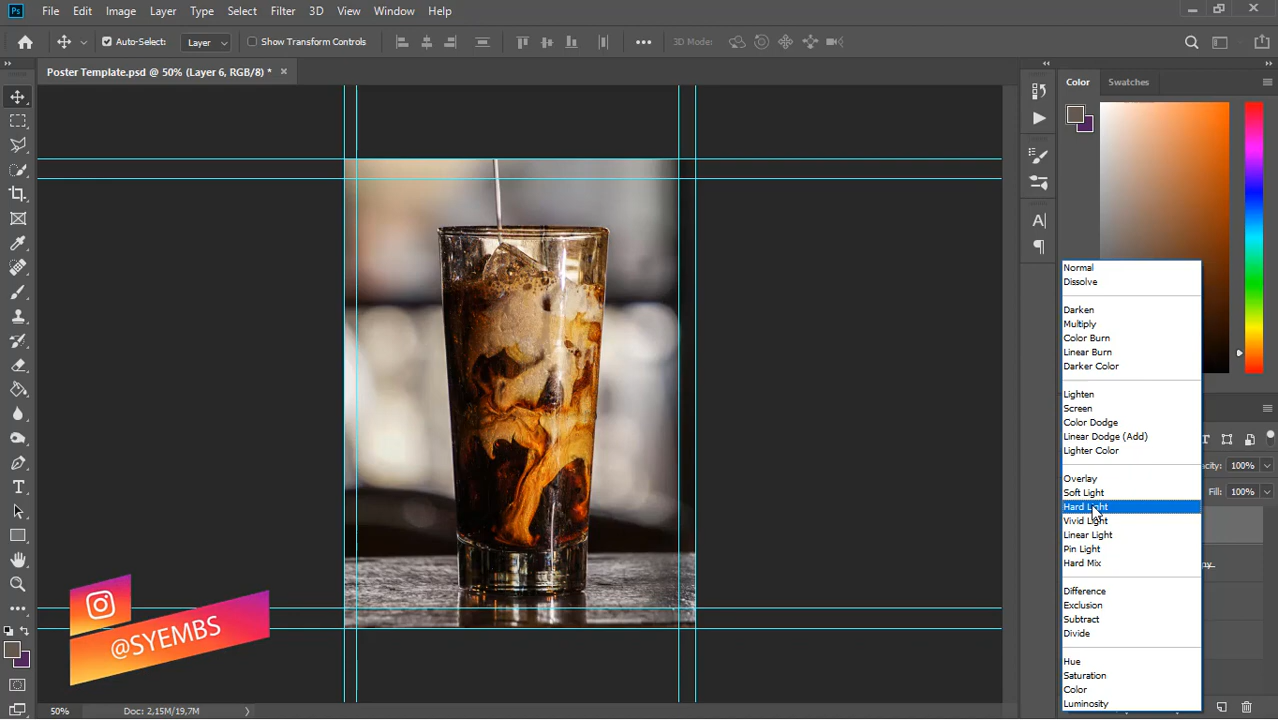 Ps File Edit Image Layer Type Select Filter 3D View Window Help
Auto-Select: Layer Show Transform Controls 3D Mode:
Poster Template.psd @ 50% (Layer 6, RGB/8) *
Color Swatches
Normal
Dissolve
Darken
Multiply
Color Burn
Linear Burn
Darker Color
Lighten
Screen
Color Dodge
Linear Dodge (Add)
Lighter Color
acity: 100%
Overlay
Soft Light
Fill: 100%
Hard Light
Vivid Light
Linear Light
Pin Light
Hard Mix
Difference
Exclusion
Subtract
Divide
Hue
Saturation
Color
Luminosity
@SYEMBS
50% Doc: 2,15M/19,7M